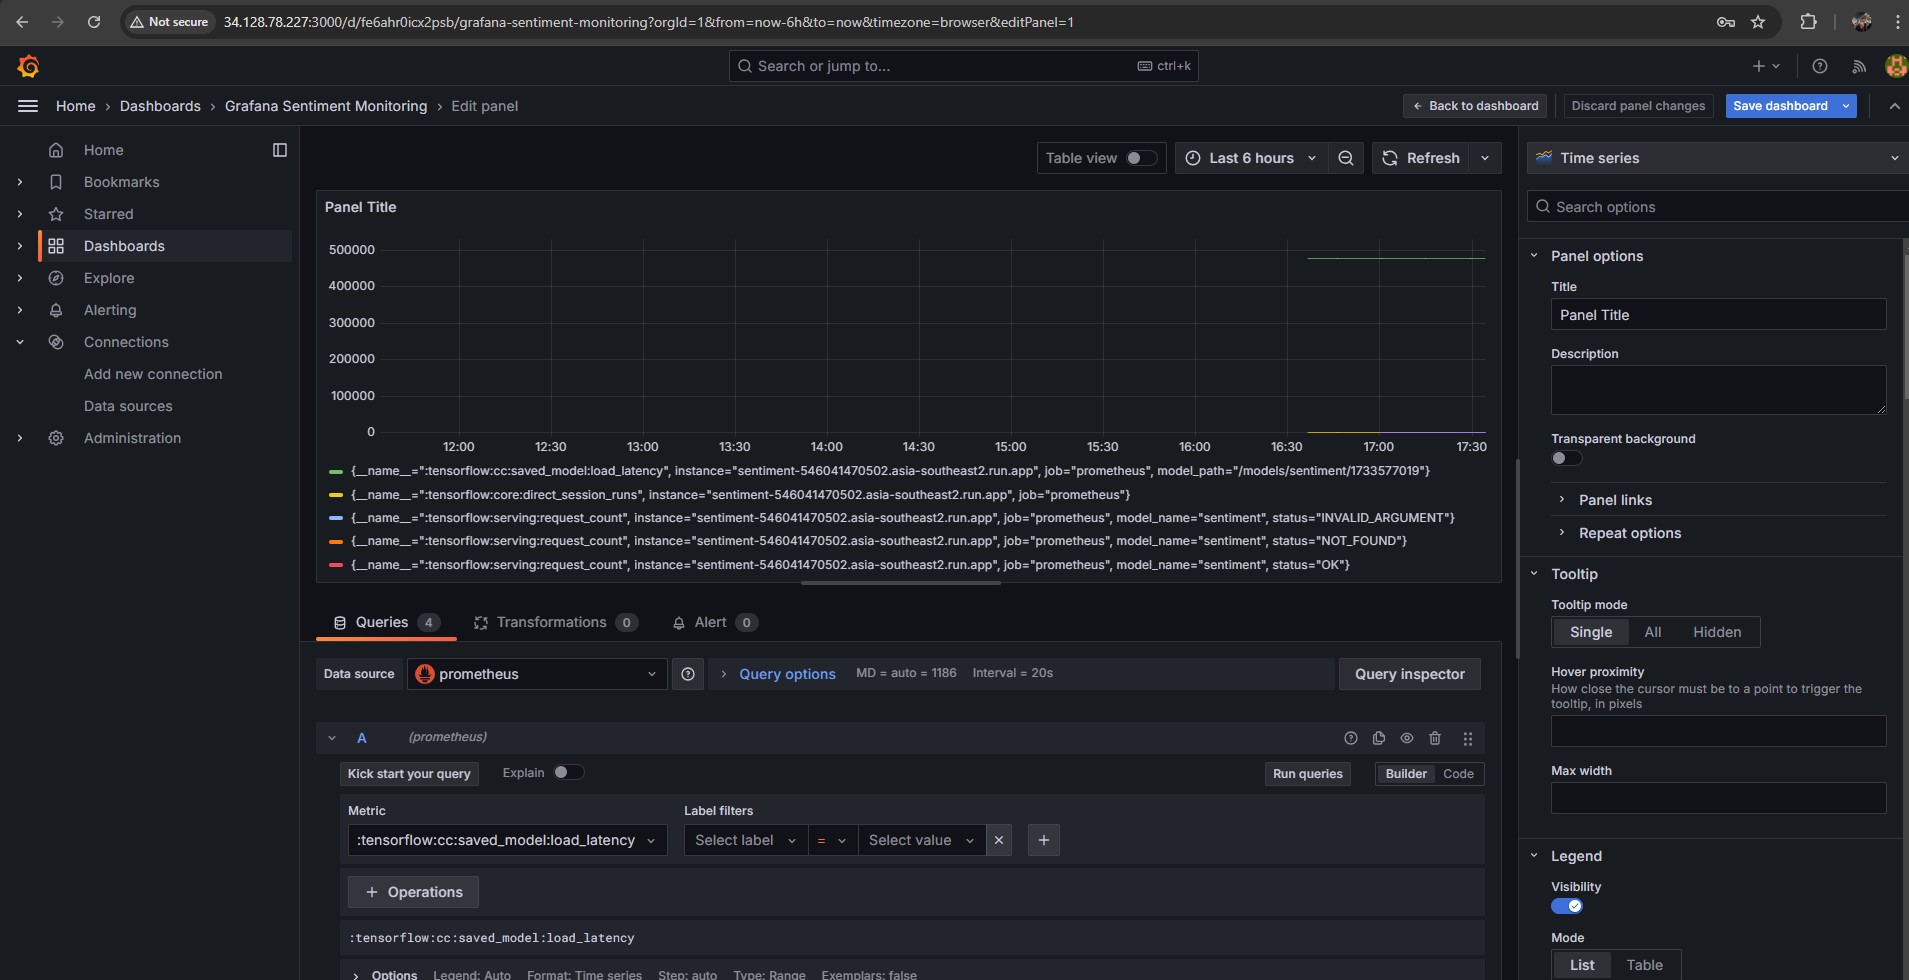 Not secure 34.128.78.227:3000/d/fe6ahr0icx2psb/grafana-sentiment-monitoring?orgId=1&from=now-6h&to=now&timezone=browser&editPanel=1
Search or jump to... ctrl+k
Home › Dashboards › Grafana Sentiment Monitoring › Edit panel
← Back to dashboard Discard panel changes Save dashboard
Home
Bookmarks
Starred
Dashboards
Explore
Alerting
Connections
Add new connection
Data sources
Administration
Table view Last 6 hours Refresh
Panel Title
500000
400000
300000
200000
100000
0
12:00 12:30 13:00 13:30 14:00 14:30 15:00 15:30 16:00 16:30 17:00 17:30
{__name__=":tensorflow:cc:saved_model:load_latency", instance="sentiment-546041470502.asia-southeast2.run.app", job="prometheus", model_path="/models/sentiment/1733577019"}
{__name__=":tensorflow:core:direct_session_runs", instance="sentiment-546041470502.asia-southeast2.run.app", job="prometheus"}
{__name__=":tensorflow:serving:request_count", instance="sentiment-546041470502.asia-southeast2.run.app", job="prometheus", model_name="sentiment", status="INVALID_ARGUMENT"}
{__name__=":tensorflow:serving:request_count", instance="sentiment-546041470502.asia-southeast2.run.app", job="prometheus", model_name="sentiment", status="NOT_FOUND"}
{__name__=":tensorflow:serving:request_count", instance="sentiment-546041470502.asia-southeast2.run.app", job="prometheus", model_name="sentiment", status="OK"}
Queries 4 Transformations 0 Alert 0
Data source prometheus Query options MD = auto = 1186 Interval = 20s Query inspector
A (prometheus)
Kick start your query Explain Run queries Builder Code
Metric Label filters
:tensorflow:cc:saved_model:load_latency Select label = Select value
+ Operations
:tensorflow:cc:saved_model:load_latency
Options Legend: Auto Format: Time series Step: auto Type: Range Exemplars: false
Time series
Search options
Panel options
Title
Panel Title
Description
Transparent background
Panel links
Repeat options
Tooltip
Tooltip mode
Single All Hidden
Hover proximity
How close the cursor must be to a point to trigger the
tooltip, in pixels
Max width
Legend
Visibility
Mode
List Table